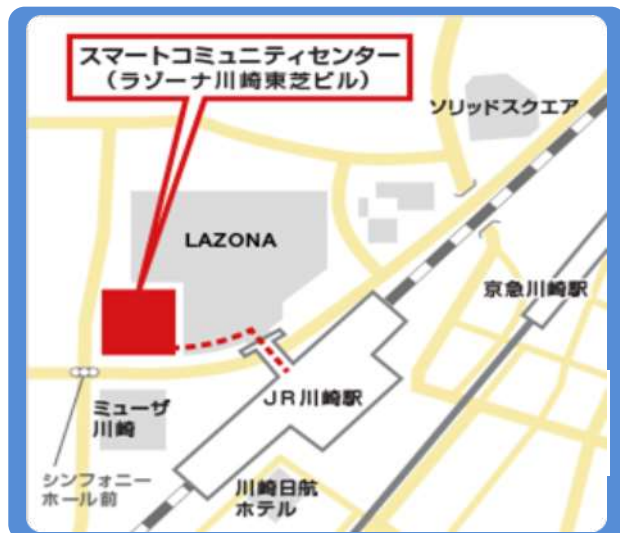 スマートコミュニティセンター
（ラゾーナ川崎東芝ビル）
ソリッドスクエア
LAZONA
京急川崎駅
JR川崎駅
ミューザ
川崎
シンフォニー
ホール前
川崎日航
ホテル